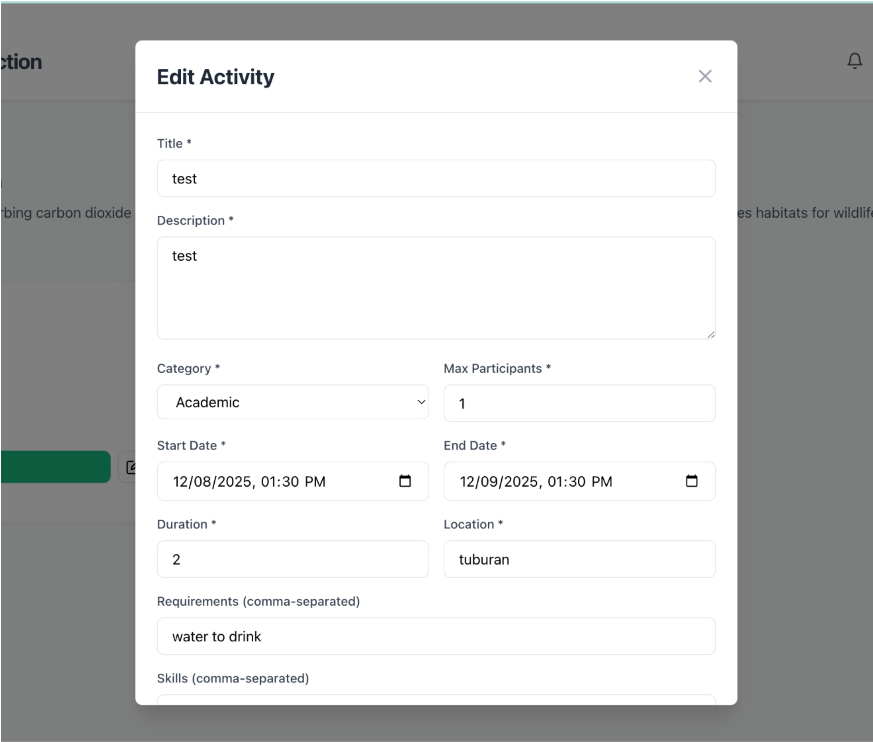 ction
Edit Activity
Title *
test
rbing carbon dioxide
es habitats for wildlife
Description *
test
Category *
Max Participants *
Academic
1
Start Date *
End Date *
12/08/2025, 01:30 PM
12/09/2025, 01:30 PM
Duration *
Location *
2
tuburan
Requirements (comma-separated)
water to drink
Skills (comma-separated)